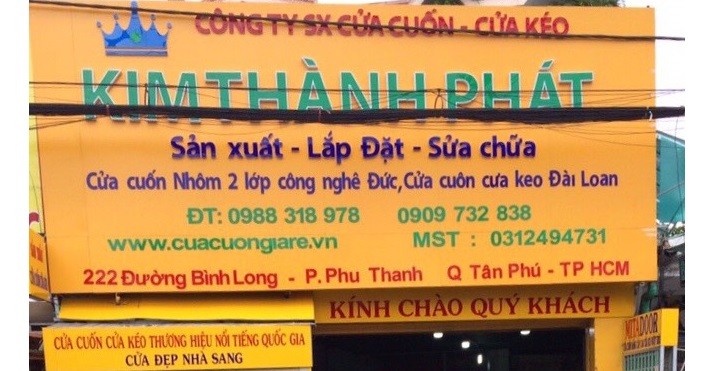 CÔNG TY SX CỬA CUỐN - CỬA KÉO
KIM THÀNH PHÁT
Sản xuất - Lắp Đặt - Sửa chữa
Cửa cuốn Nhôm 2 lớp công nghê Đức,Cửa cuôn cưa keo Đài Loan
ĐT: 0988 318 978 0909 732 838
www.cuacuongiare.vn MST : 0312494731
222 Đường Bình Long - P. Phu Thanh Q Tân Phú - TP HCM
KÍNH CHÀO QUÝ KHÁCH
CỬA CUỐN CỬA KÉO THƯỢNG HIỆU NỔI TIẾNG QUỐC GIA
CỬA ĐẸP NHÀ SANG
MITADOOR